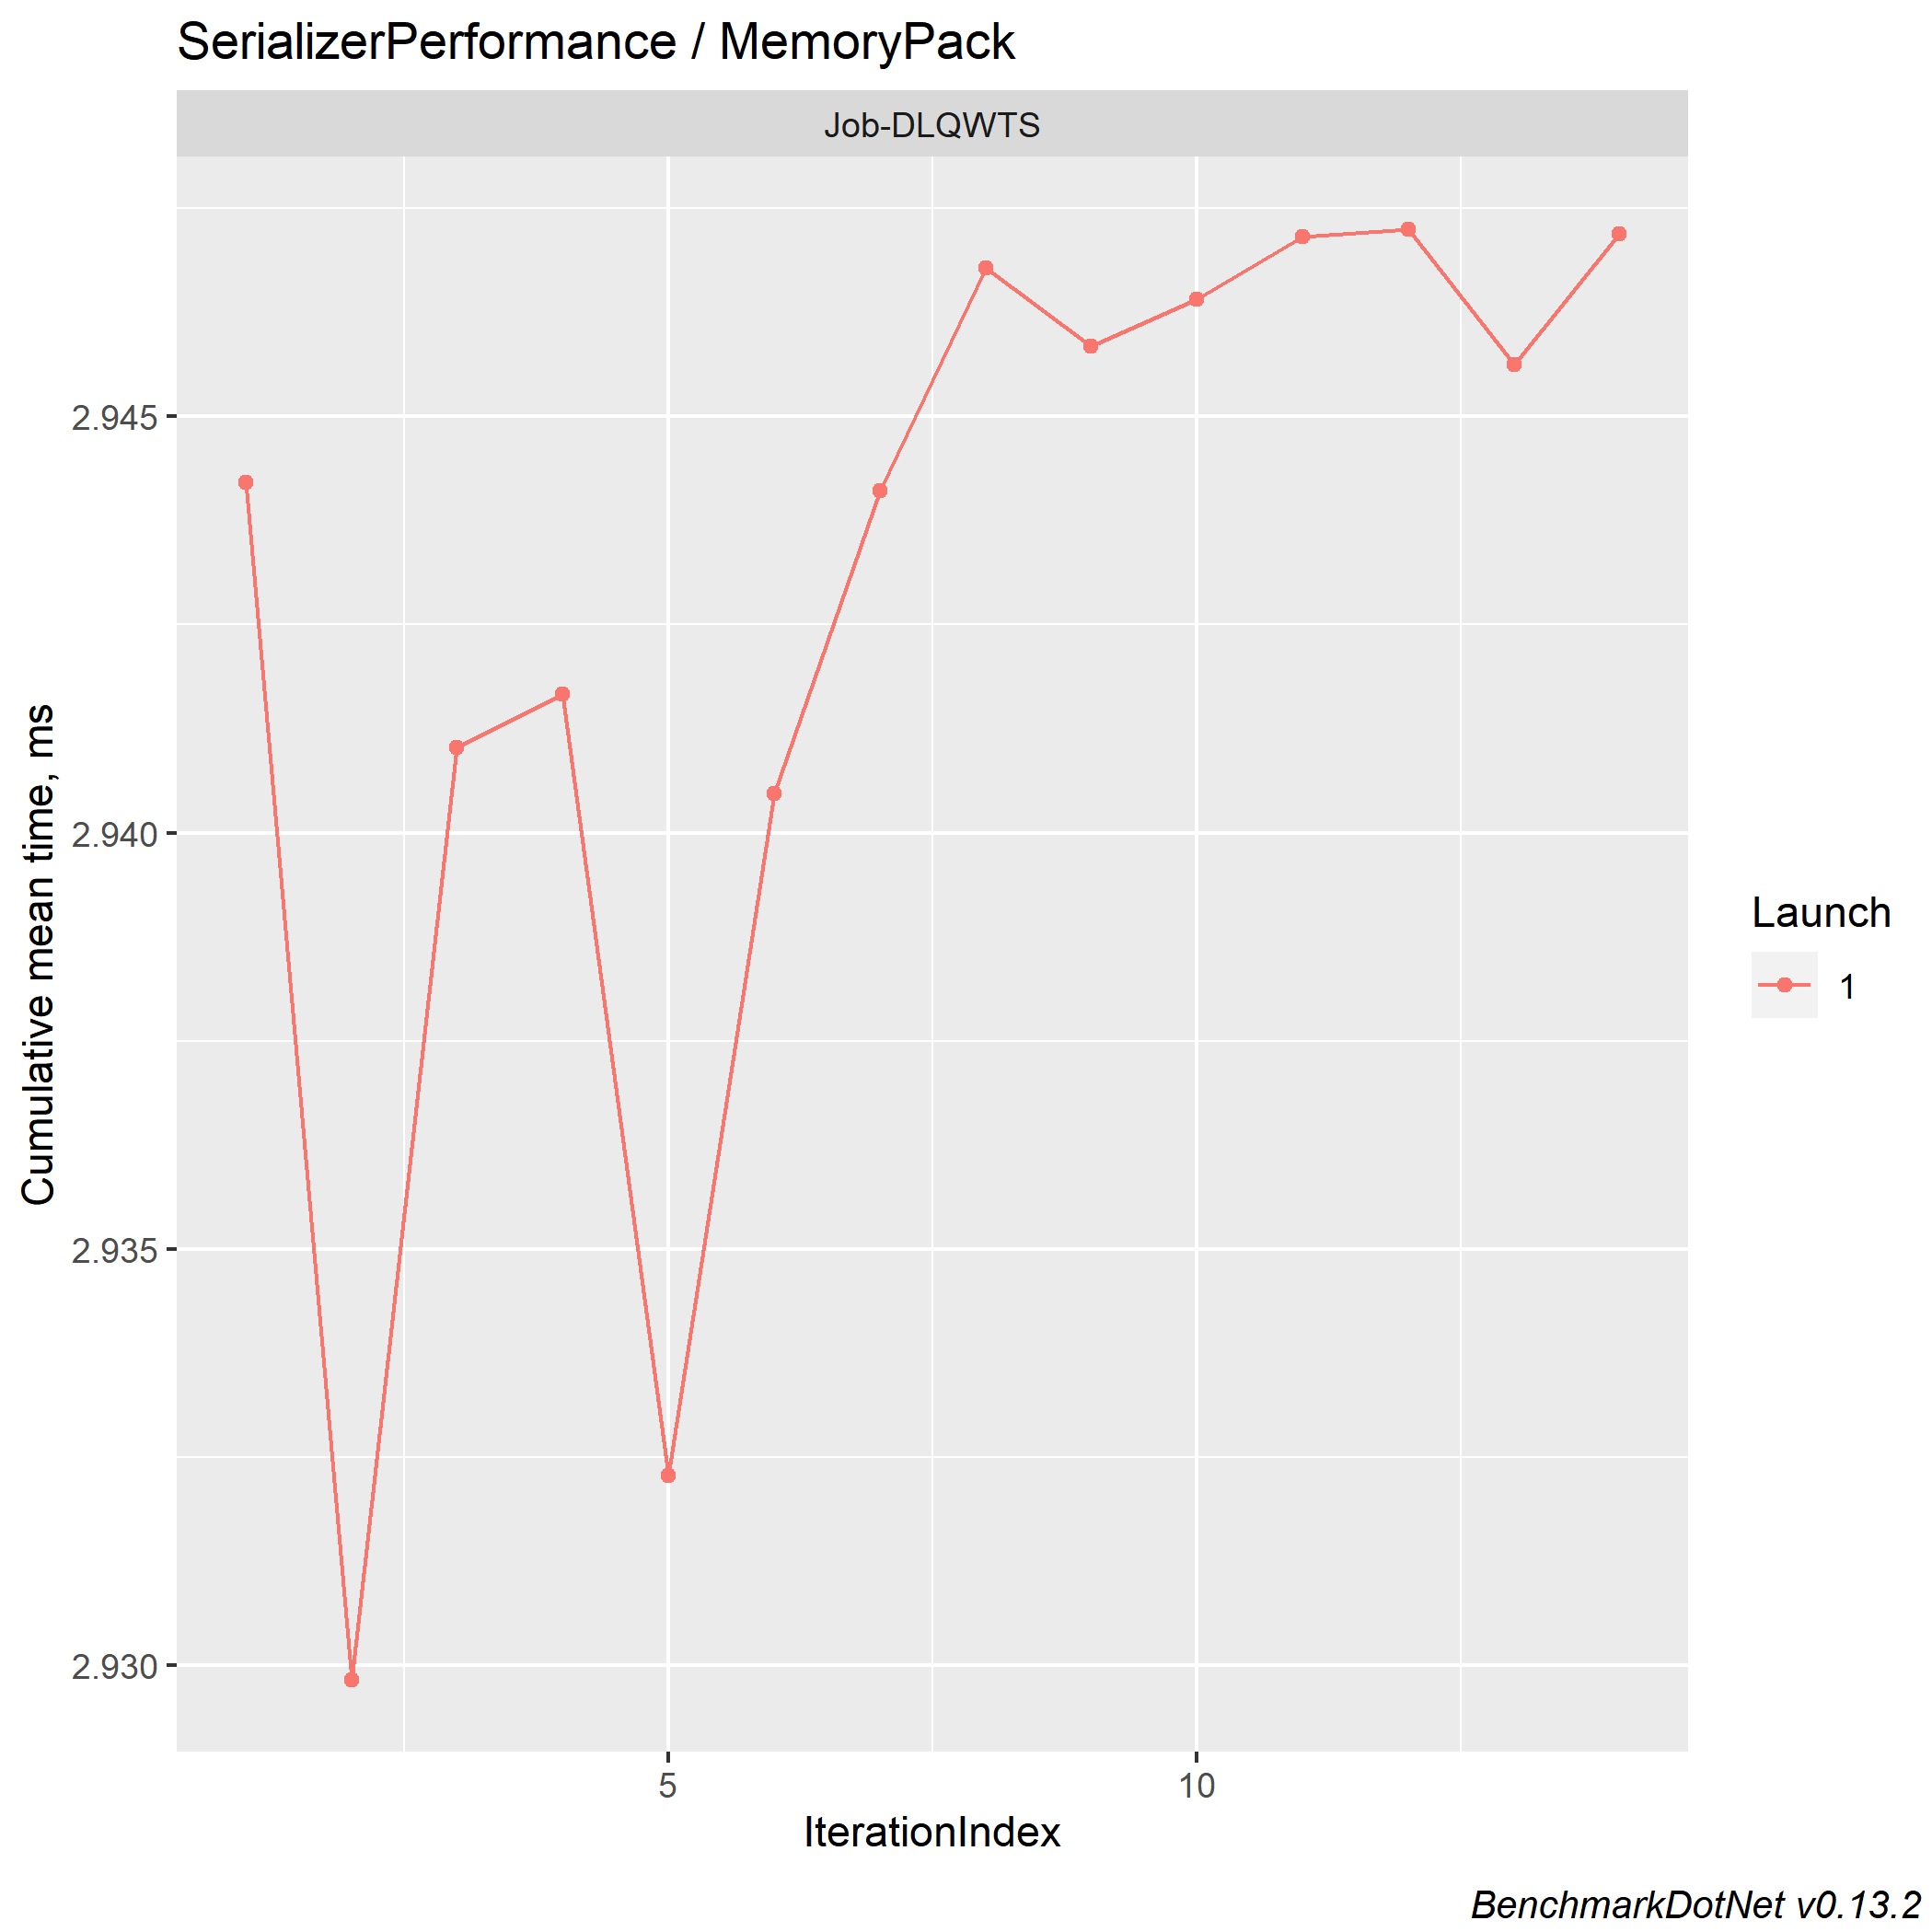 SerializerPerformance / MemoryPack
Job-DLQWTS
Cumulative mean time, ms
2.945
2.940
2.935
2.930
5
10
IterationIndex
Launch
1
BenchmarkDotNet v0.13.2